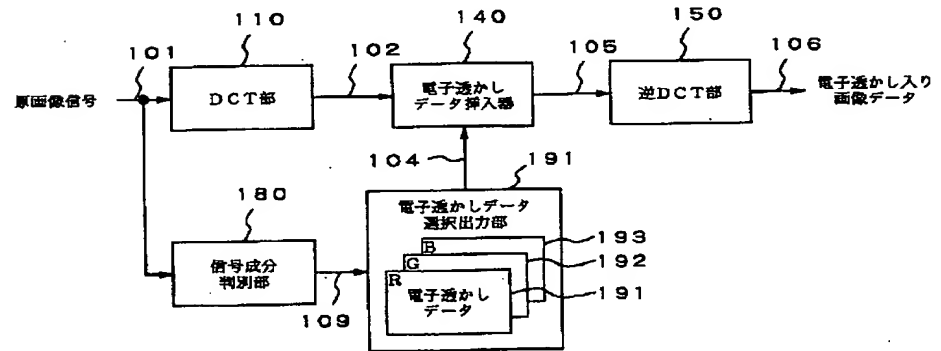 110
140
150
101
102
105
106
原画像信号
DCT部
電子透かし
データ挿入器
逆DCT部
電子透かし入り
画像データ
104
191
180
電子透かしデータ
選択出力部
信号成分
判別部
109
B
193
G
192
R
電子透かし
データ
191